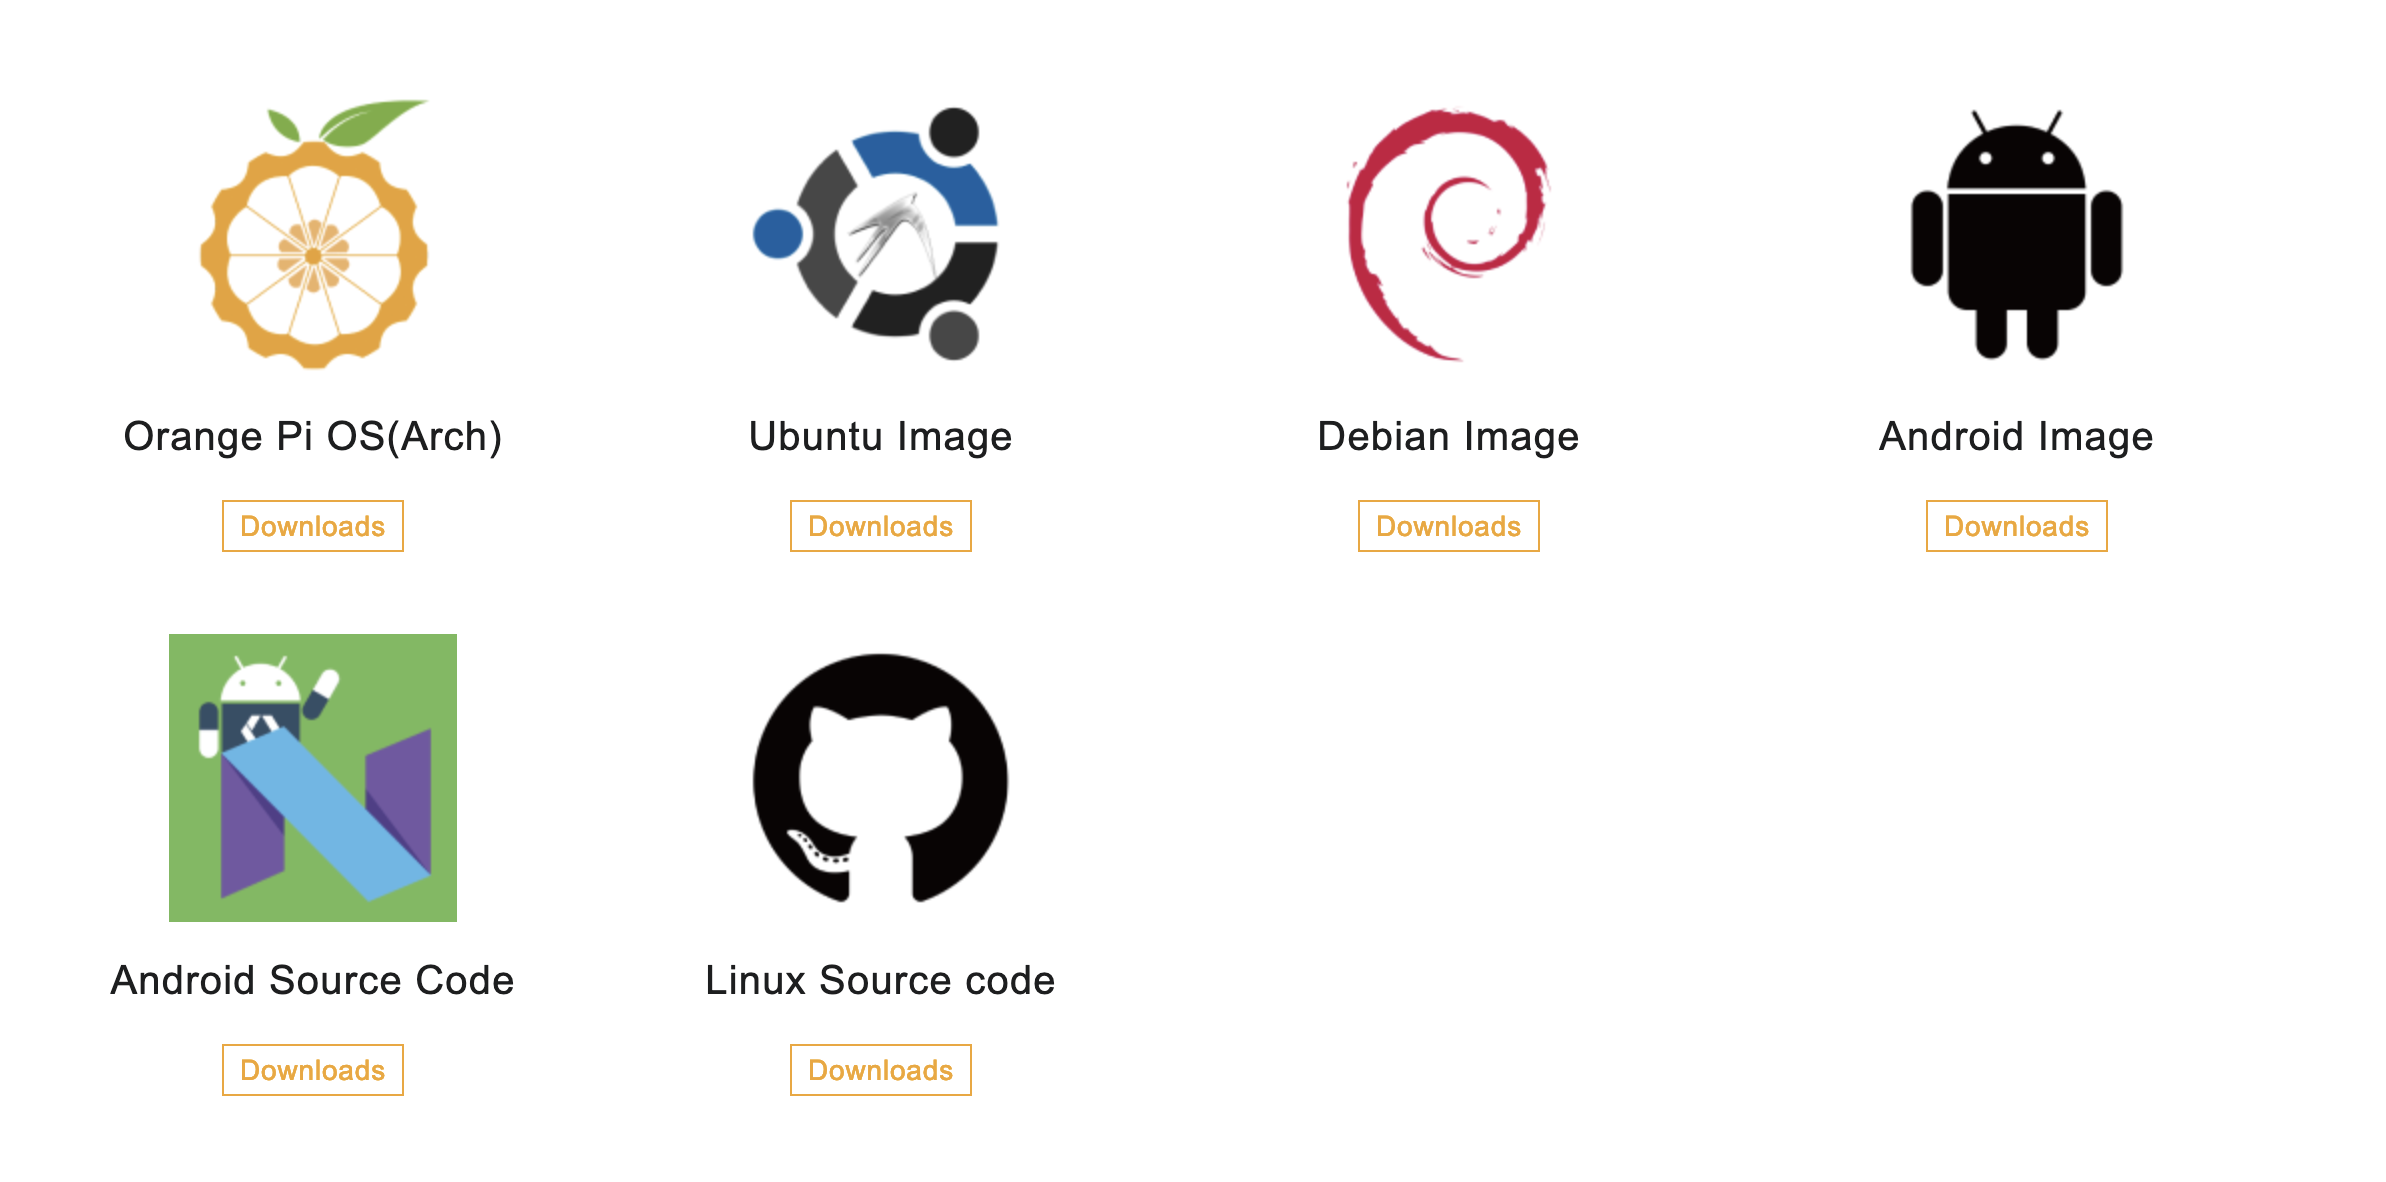 Orange Pi OS(Arch)
Ubuntu Image
Debian Image
Android Image
Downloads
Downloads
Downloads
Downloads
Android Source Code
Linux Source code
Downloads
Downloads